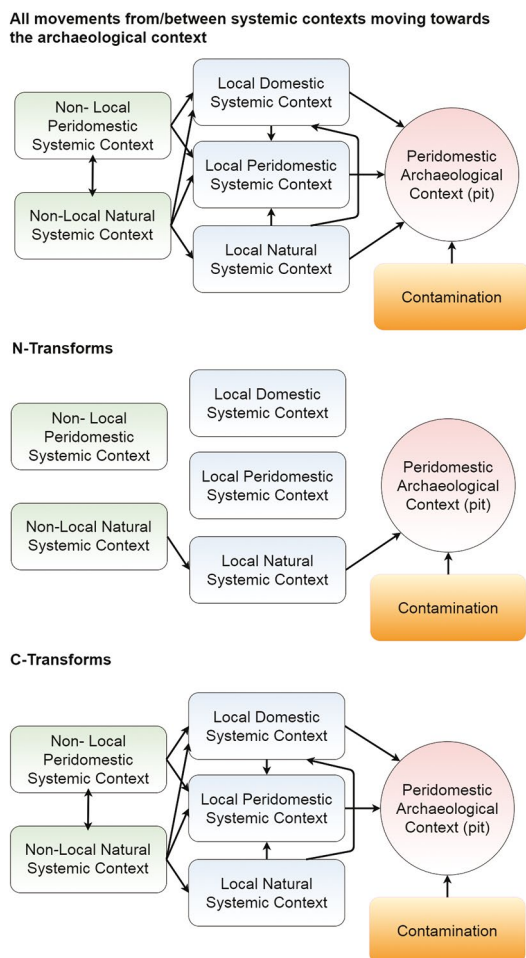 All movements from/between systemic contexts moving towards
the archaeological context
Non- Local
Peridomestic
Systemic Context
Non-Local Natural
Systemic Context
Local Domestic
Systemic Context
Local Peridomestic
Systemic Context
Local Natural
Systemic Context
Peridomestic
Archaeological
Context (pit)
Contamination
N-Transforms
Non- Local
Peridomestic
Systemic Context
Non-Local Natural
Systemic Context
Local Domestic
Systemic Context
Local Peridomestic
Systemic Context
Local Natural
Systemic Context
Peridomestic
Archaeological
Context (pit)
Contamination
C-Transforms
Non- Local
Peridomestic
Systemic Context
Non-Local Natural
Systemic Context
Local Domestic
Systemic Context
Local Peridomestic
Systemic Context
Local Natural
Systemic Context
Peridomestic
Archaeological
Context (pit)
Contamination